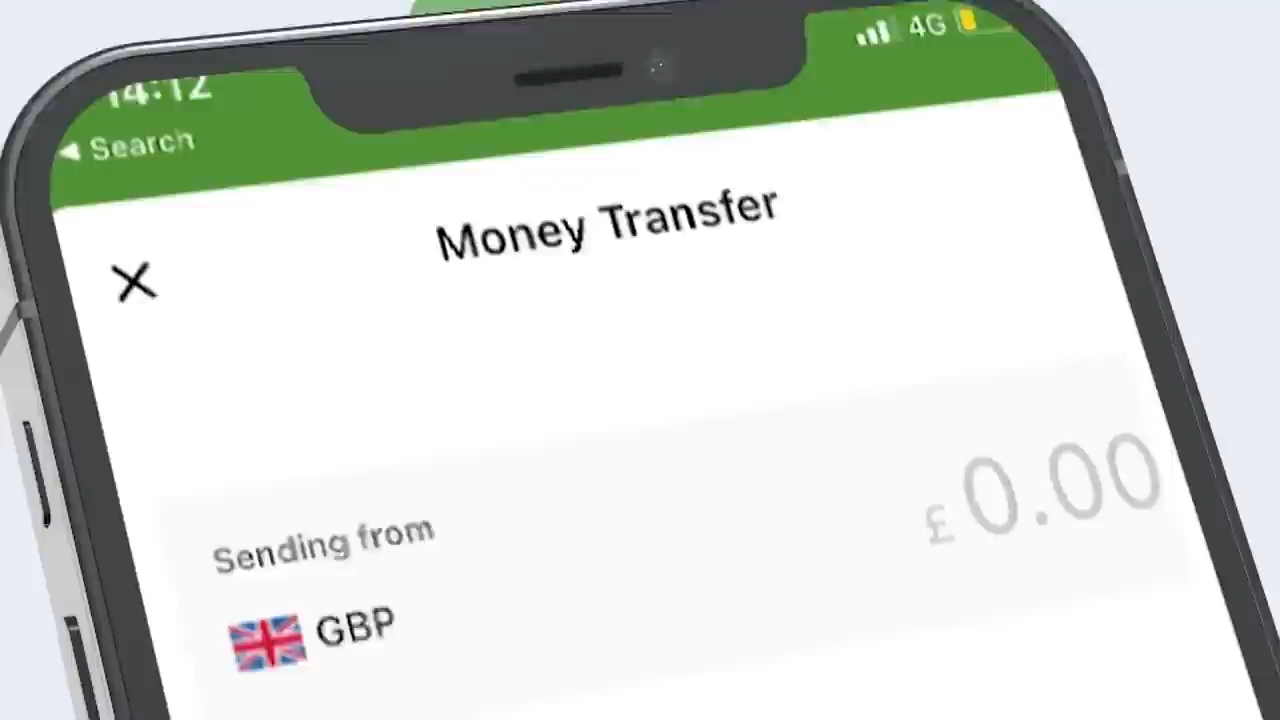 14:12
4G
◀ Search
Money Transfer
£0.00
Sending from
GBP